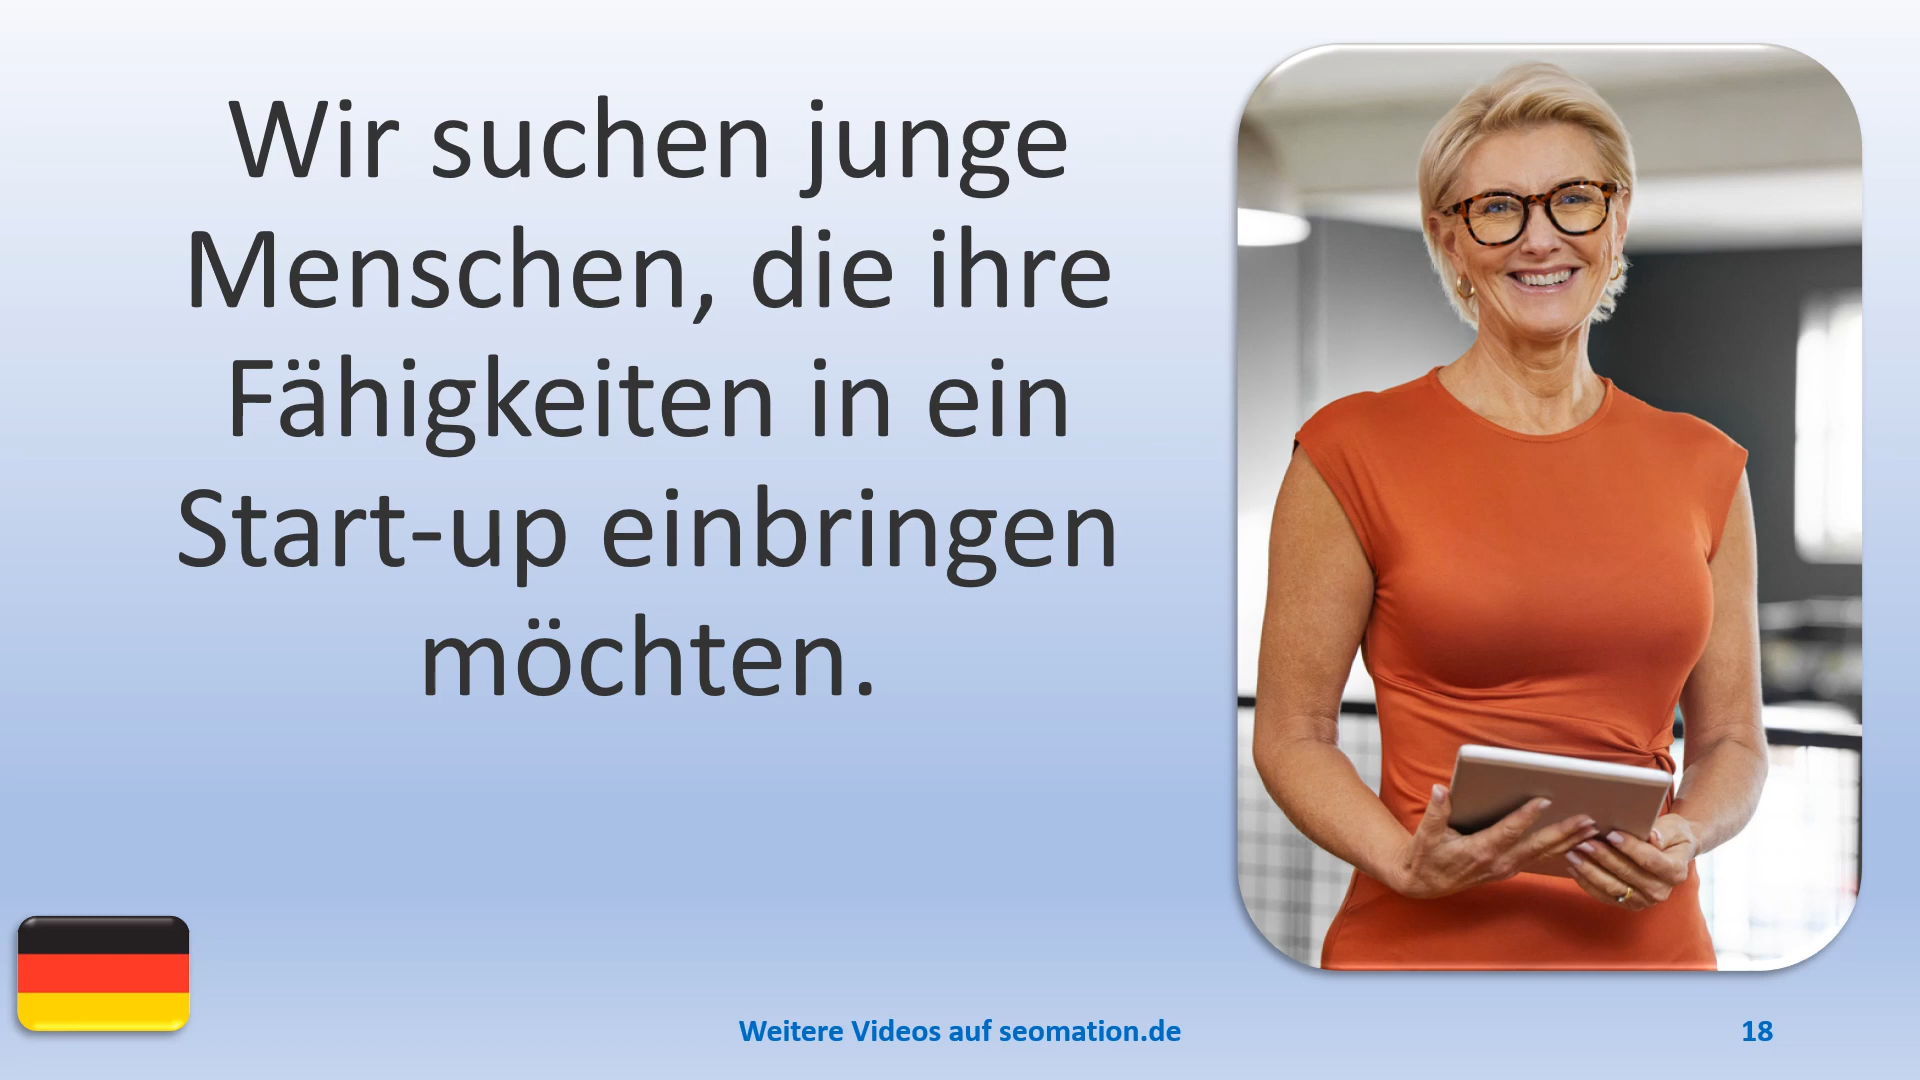 Wir suchen junge
Menschen, die ihre
Fähigkeiten in ein
Start-up einbringen
möchten.
Weitere Videos auf seomation.de
18